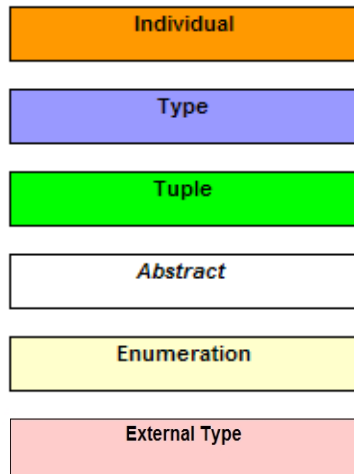 Individual
Type
Tuple
Abstract
Enumeration
External Type